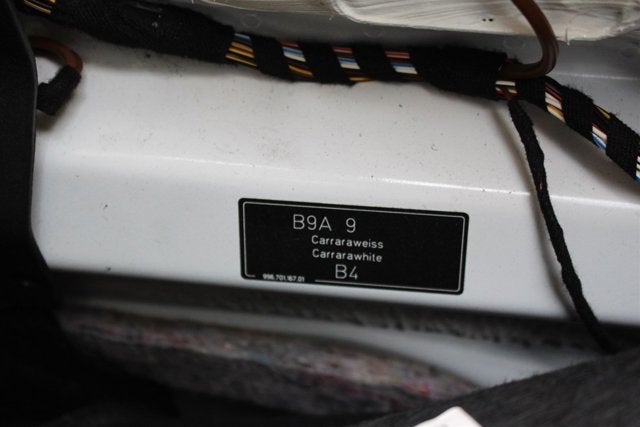 B9A 9
Carraraweiss
Carrarawhite
B4
996.701.167.01